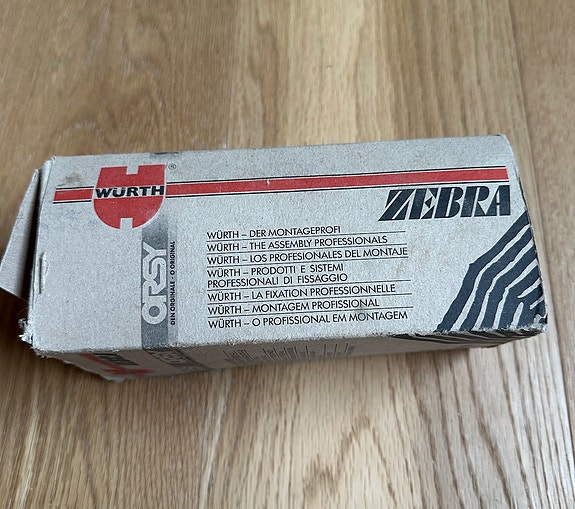 WÜRTH®
ZEBRA
ORSY
WÜRTH – DER MONTAGEPROFI
WÜRTH – THE ASSEMBLY PROFESSIONALS
WÜRTH – LOS PROFESIONALES DEL MONTAJE
WÜRTH – PRODOTTI E SISTEMI
PROFESSIONALI DI FISSAGGIO
WÜRTH – LA FIXATION PROFESSIONNELLE
WÜRTH – MONTAGEM PROFISSIONAL
WÜRTH – O PROFISSIONAL EM MONTAGEM